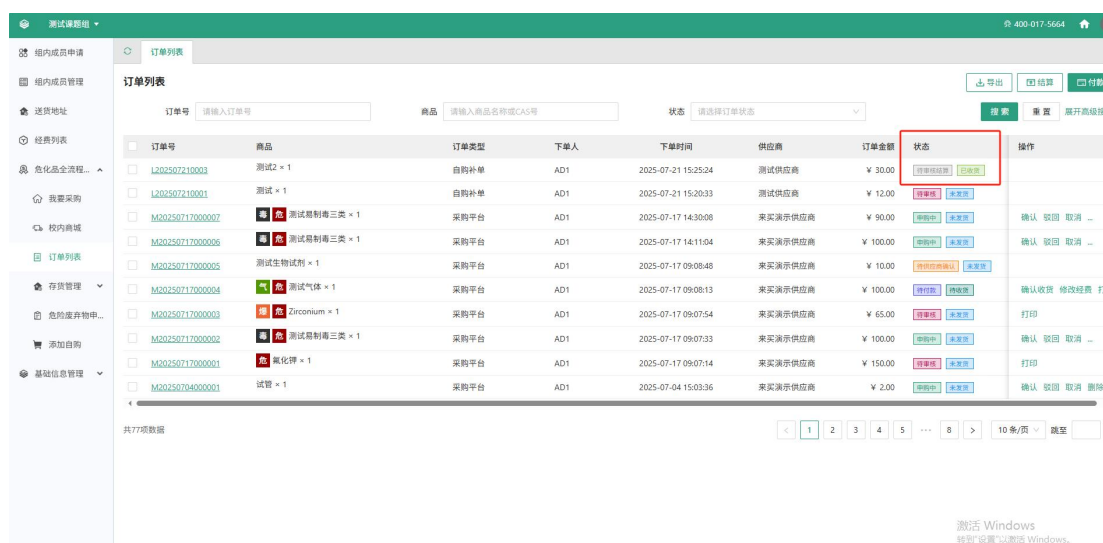 测试课题组 400-017-5664
组内成员申请 订单列表
组内成员管理 订单列表 导出 结算 付款
送货地址 订单号 请输入订单号 商品 请输入商品名称或CAS号 状态 请选择订单状态 搜索 重置 展开高级搜
经费列表 订单号 商品 订单类型 下单人 下单时间 供应商 订单金额 状态 操作
危化品全流程... L202507210003 测试2 × 1 自购补单 AD1 2025-07-21 15:25:24 测试供应商 ¥ 30.00 待审核结算 已收货
我要采购 L202507210001 测试 × 1 自购补单 AD1 2025-07-21 15:20:33 测试供应商 ¥ 12.00 待审核 未发货
M20250717000007 毒 危 测试易制毒三类 × 1 采购平台 AD1 2025-07-17 14:30:08 来买演示供应商 ¥ 90.00 申购中 未发货 确认 驳回 取消 ...
校内商城 M20250717000006 毒 危 测试易制毒三类 × 1 采购平台 AD1 2025-07-17 14:11:04 来买演示供应商 ¥ 100.00 申购中 未发货 确认 驳回 取消 ...
订单列表 M20250717000005 测试生物试剂 × 1 采购平台 AD1 2025-07-17 09:08:48 来买演示供应商 ¥ 10.00 待供应商确认 未发货
存货管理 M20250717000004 气 危 测试气体 × 1 采购平台 AD1 2025-07-17 09:08:13 来买演示供应商 ¥ 100.00 待付款 待收货 确认收货 修改经费 打
危险废弃物申... M20250717000003 爆 危 Zirconium × 1 采购平台 AD1 2025-07-17 09:07:54 来买演示供应商 ¥ 65.00 待审核 未发货 打印
添加自购 M20250717000002 毒 危 测试易制毒三类 × 1 采购平台 AD1 2025-07-17 09:07:33 来买演示供应商 ¥ 100.00 申购中 未发货 确认 驳回 取消 ...
基础信息管理 M20250717000001 危 氟化钾 × 1 采购平台 AD1 2025-07-17 09:07:14 来买演示供应商 ¥ 150.00 待审核 未发货 打印
M20250704000001 试管 × 1 采购平台 AD1 2025-07-04 15:03:36 来买演示供应商 ¥ 2.00 申购中 未发货 确认 驳回 取消 删除
共77项数据 < 1 2 3 4 5 ··· 8 > 10 条/页 跳至
激活 Windows
转到"设置"以激活 Windows。